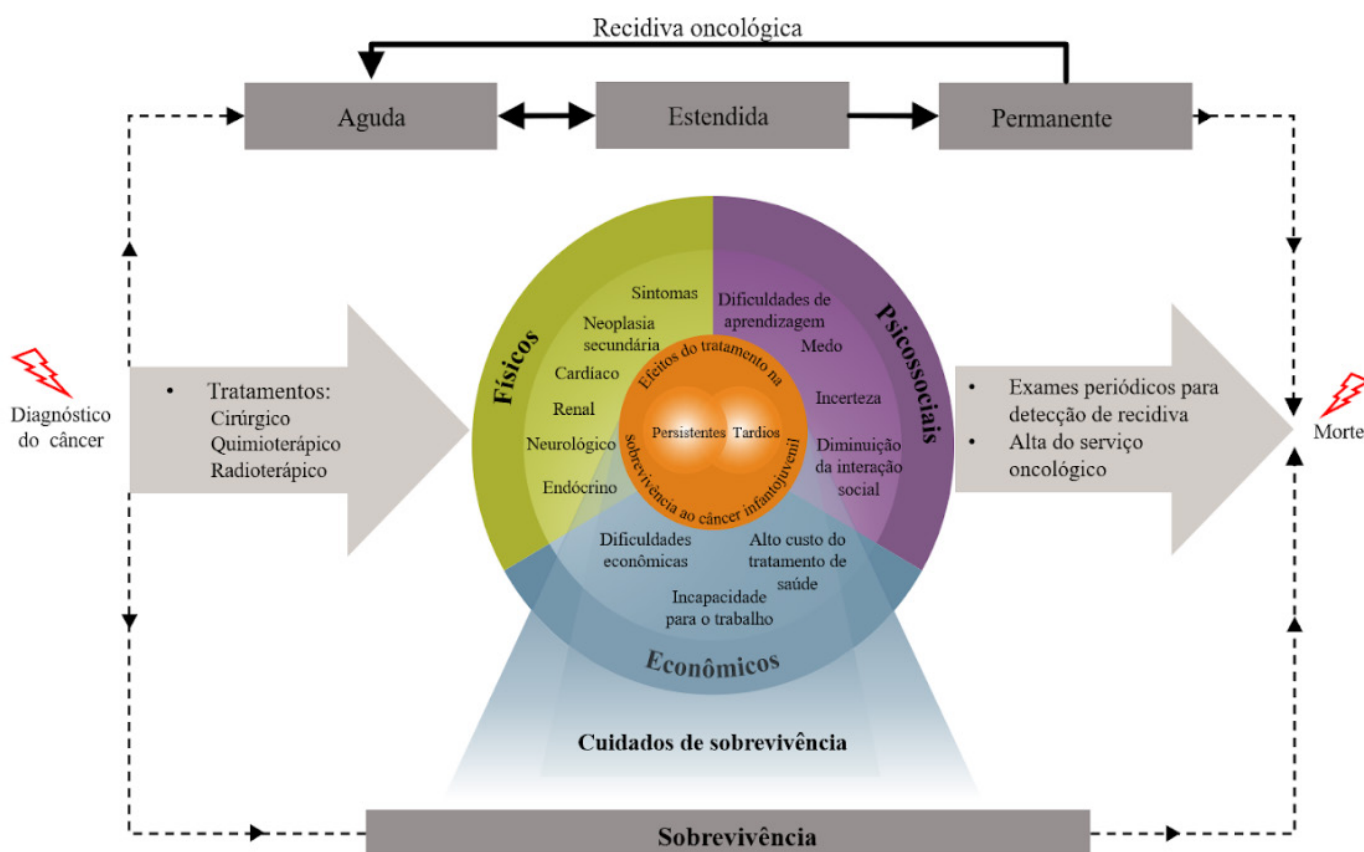 Recidiva oncológica
Aguda
Estendida
Permanente
Diagnóstico
do câncer
• Tratamentos:
Cirúrgico
Quimioterápico
Radioterápico
Físicos
Sintomas
Neoplasia
secundária
Cardíaco
Renal
Neurológico
Endócrino
Psicossociais
Dificuldades de
aprendizagem
Medo
Incerteza
Diminuição
da interação
social
Efeitos do tratamento na
sobrevivência ao câncer infantojuvenil
Persistentes
Tardios
Dificuldades
econômicas
Alto custo do
tratamento de
saúde
Incapacidade
para o trabalho
Econômicos
• Exames periódicos para
detecção de recidiva
• Alta do serviço
oncológico
Morte
Cuidados de sobrevivência
Sobrevivência